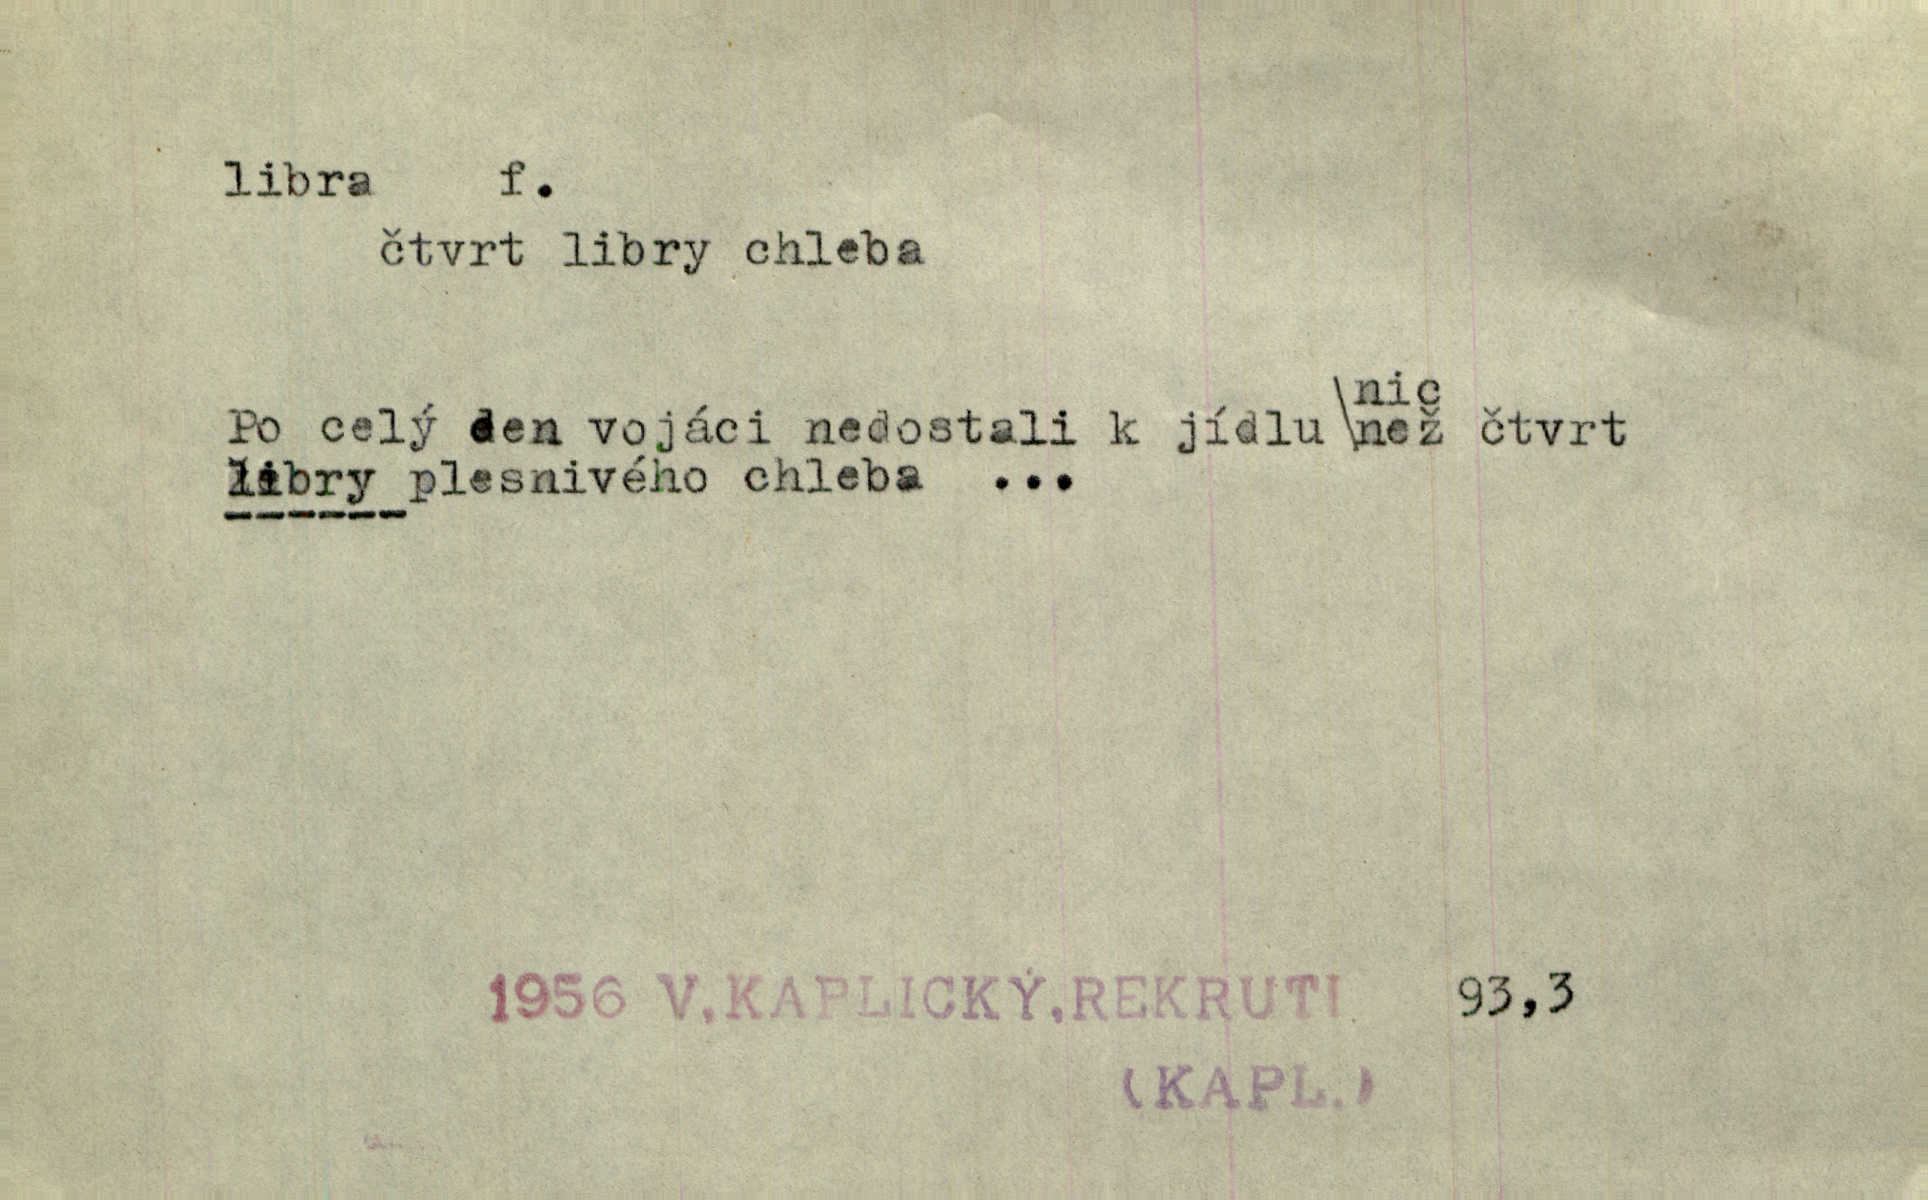 libra f.
čtvrt libry chleba
nic
Po celý den vojáci nedostali k jídlu \než čtvrt
libry plesnivého chleba ...
1956 V.KAPLICKÝ.REKRUTI 93,3
(KAPL.)